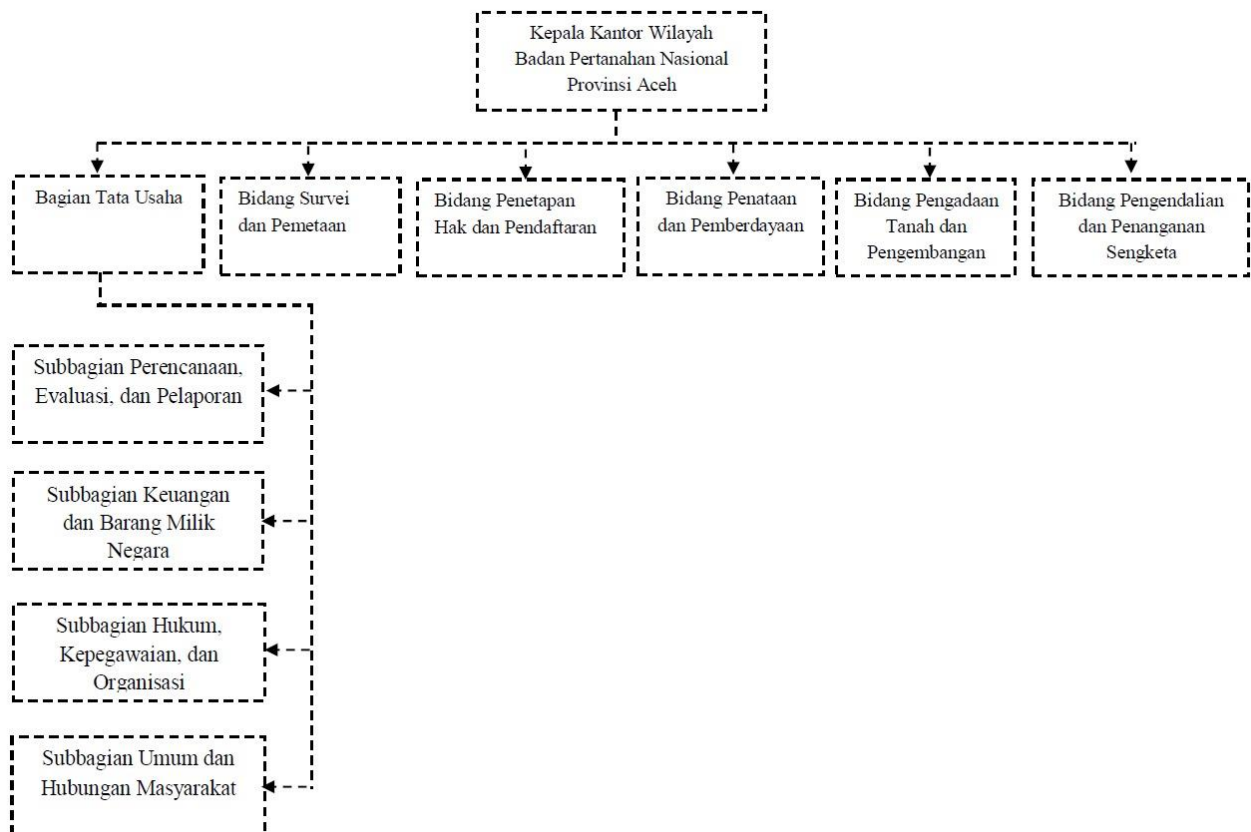 Kepala Kantor Wilayah
Badan Pertanahan Nasional
Provinsi Aceh
Bagian Tata Usaha
Bidang Survei
dan Pemetaan
Bidang Penetapan
Hak dan Pendaftaran
Bidang Penataan
dan Pemberdayaan
Bidang Pengadaan
Tanah dan
Pengembangan
Bidang Pengendalian
dan Penanganan
Sengketa
Subbagian Perencanaan,
Evaluasi, dan Pelaporan
Subbagian Keuangan
dan Barang Milik
Negara
Subbagian Hukum,
Kepegawaian, dan
Organisasi
Subbagian Umum dan
Hubungan Masyarakat